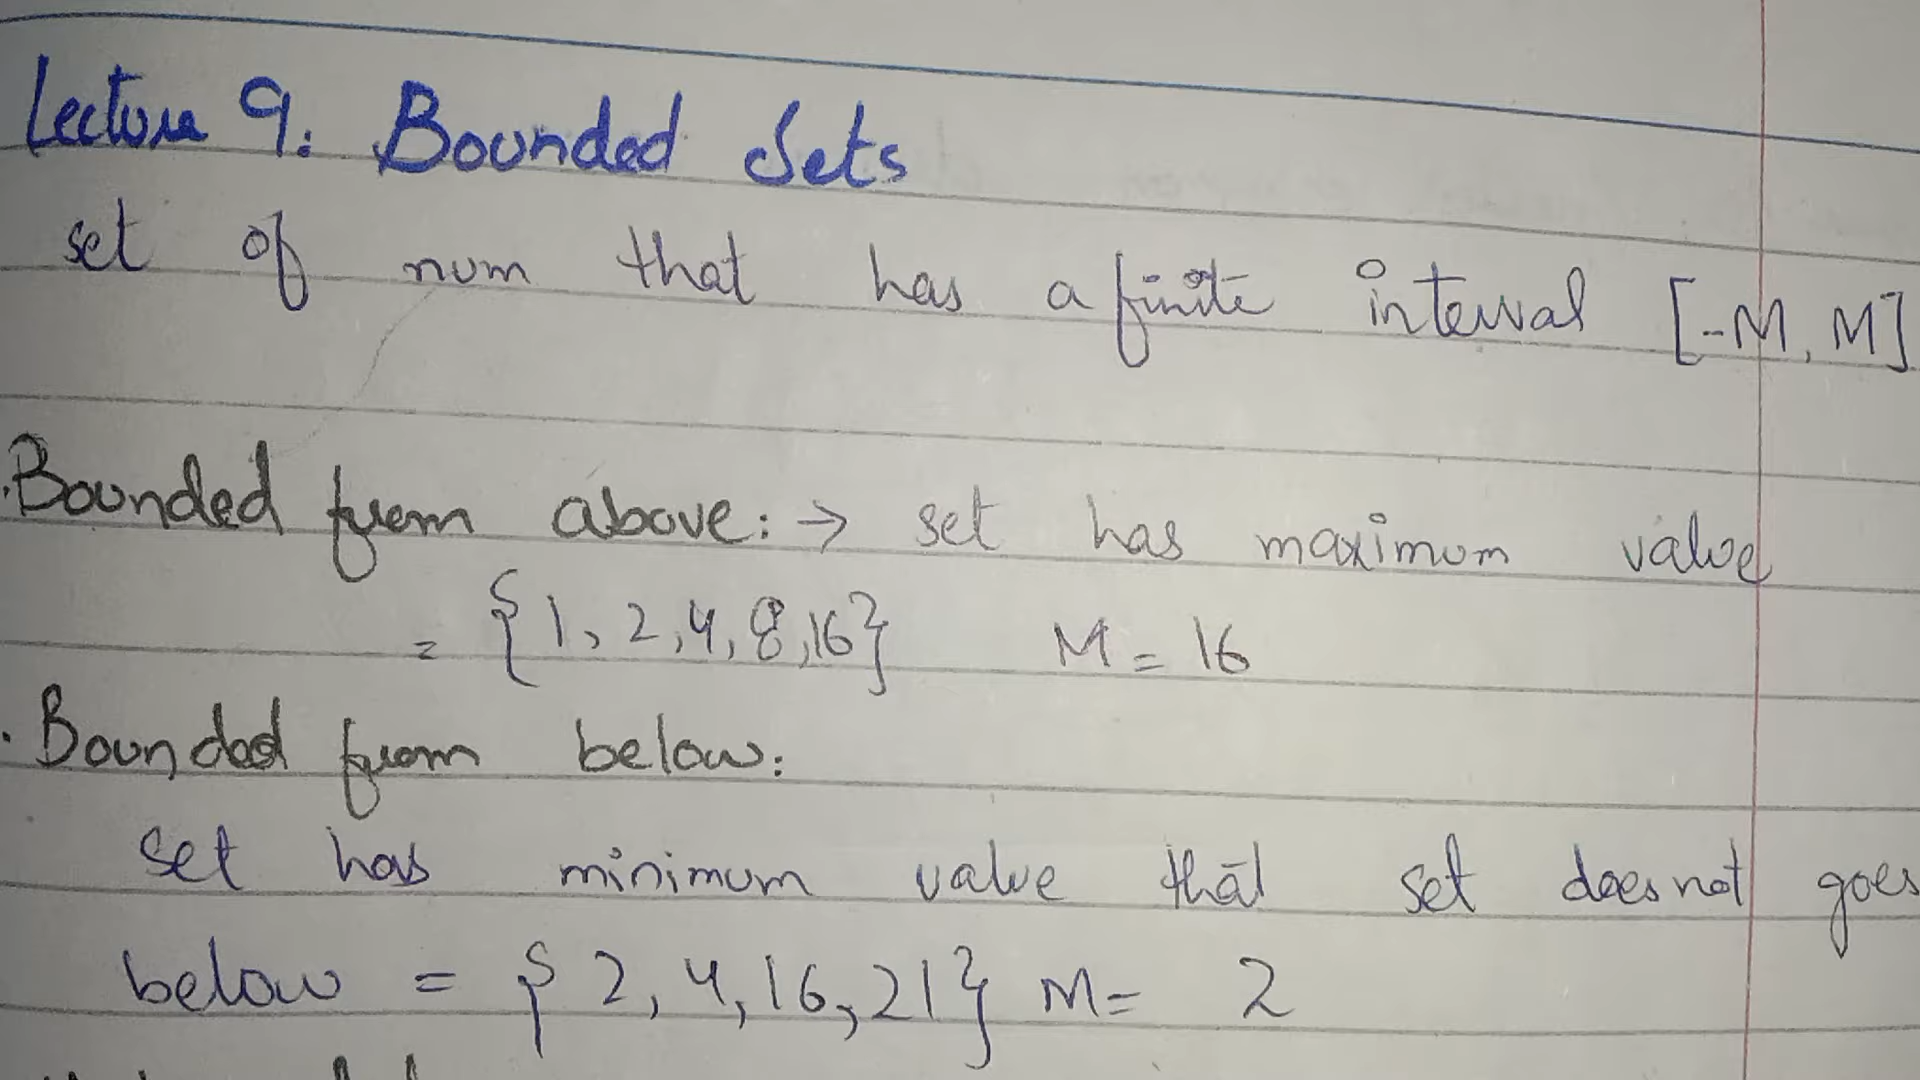 Lecture 9: Bounded Sets
set of num that has a finite interval [-M, M]
·Bounded from above: → set has maximum value
= {1, 2, 4, 8, 16} M = 16
· Bounded from below:
set has minimum value that set does not goes
below = {2, 4, 16, 21} M = 2